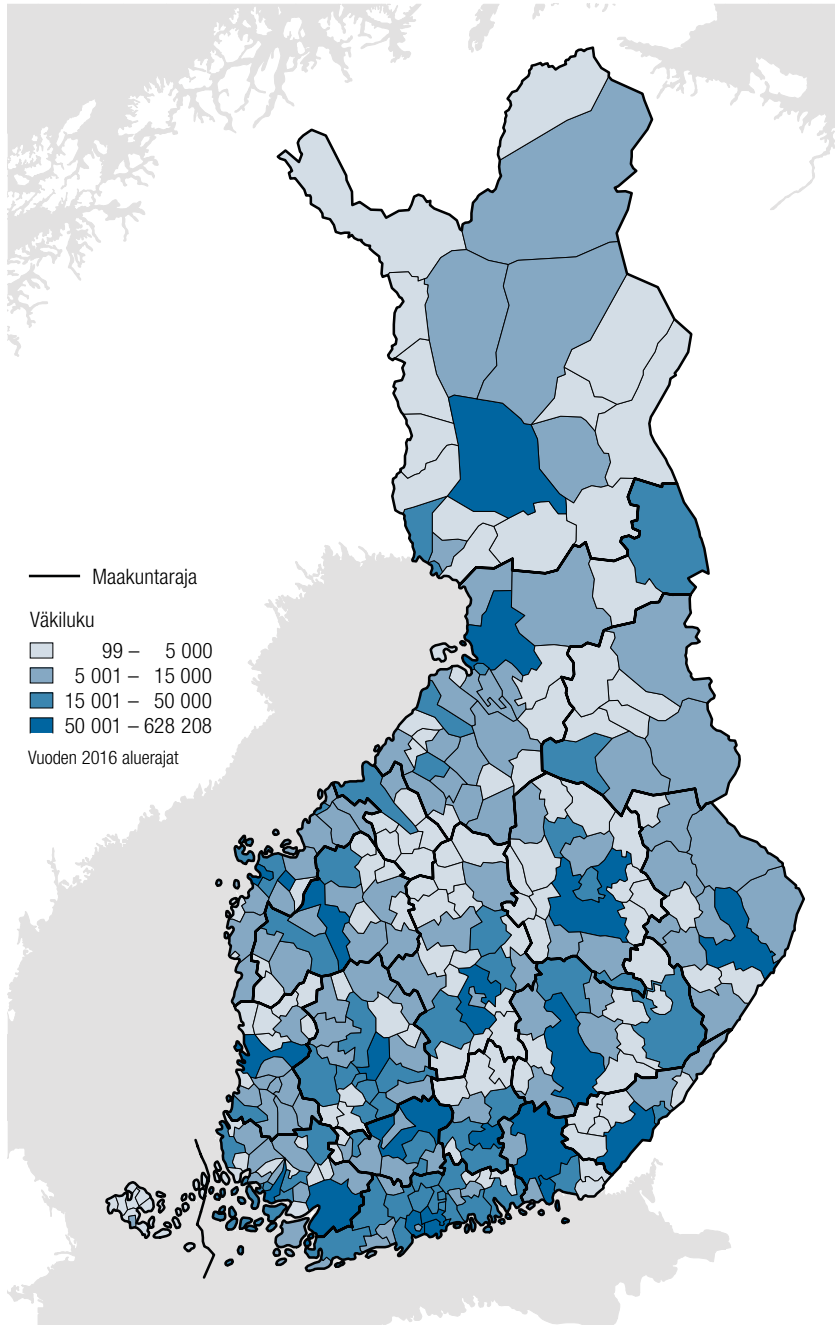 Maakuntaraja
Väkiluku
99 – 5 000
5 001 – 15 000
15 001 – 50 000
50 001 – 628 208
Vuoden 2016 aluerajat